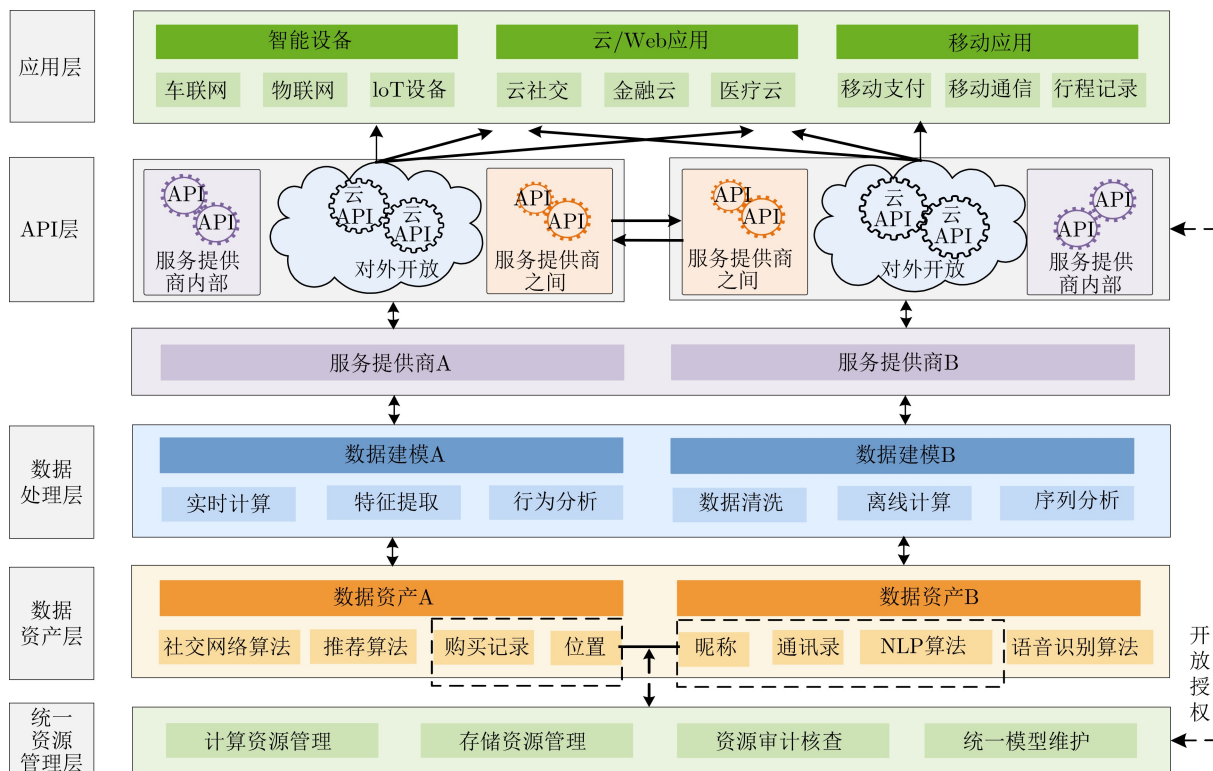 应用层
智能设备
云/Web应用
移动应用
车联网
物联网
IoT设备
云社交
金融云
医疗云
移动支付
移动通信
行程记录
API层
API
API
服务提供
商内部
云
API
云
API
对外开放
API
API
服务提供商
之间
API
API
服务提供商
之间
云
API
云
API
对外开放
API
API
服务提供
商内部
服务提供商A
服务提供商B
数据
处理层
数据建模A
数据建模B
实时计算
特征提取
行为分析
数据清洗
离线计算
序列分析
数据
资产层
数据资产A
数据资产B
社交网络算法
推荐算法
购买记录
位置
昵称
通讯录
NLP算法
语音识别算法
开
放
授
权
统一
资源
管理层
计算资源管理
存储资源管理
资源审计核查
统一模型维护